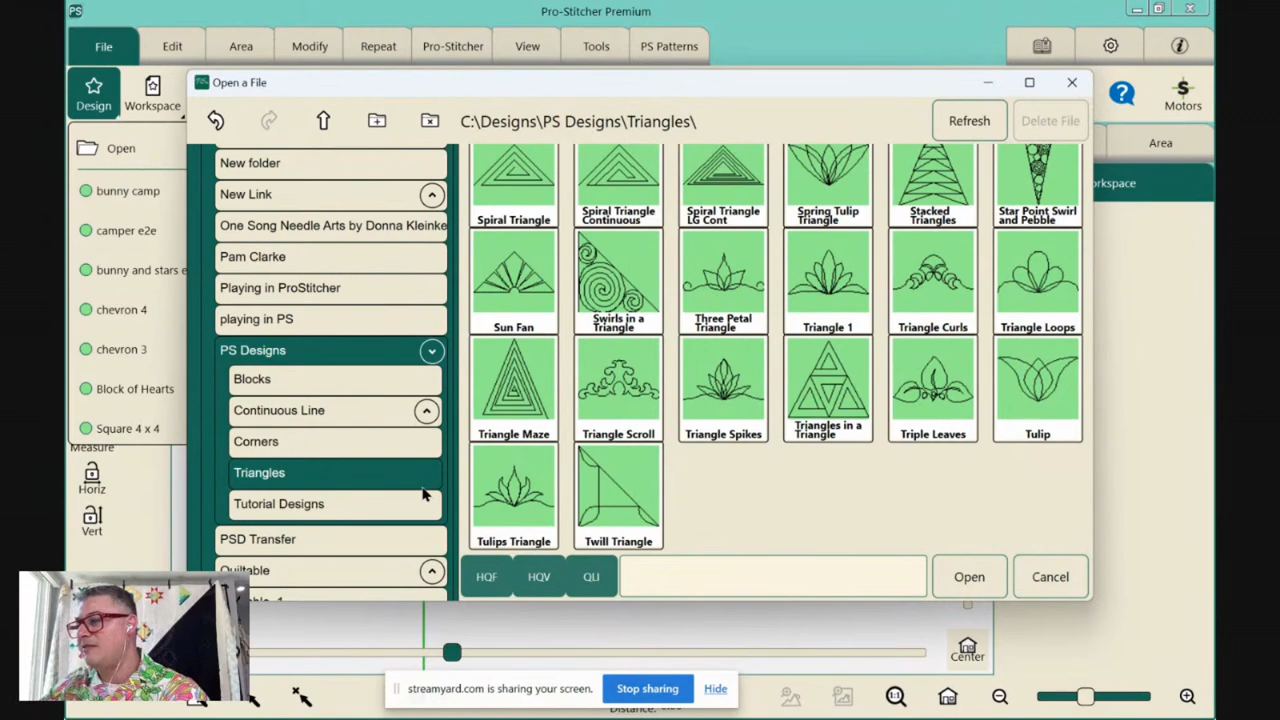 PS
Pro-Stitcher Premium
File
Edit
Area
Modify
Repeat
Pro-Stitcher
View
Tools
PS Patterns
Design
Workspace
Open a File
?
S
Motors
C:\Designs\PS Designs\Triangles\
Refresh
Delete File
Open
bunny camp
camper e2e
bunny and stars e
chevron 4
chevron 3
Block of Hearts
Square 4 x 4
Measure
Horiz
Vert
New folder
New Link
One Song Needle Arts by Donna Kleinke
Pam Clarke
Playing in ProStitcher
playing in PS
PS Designs
Blocks
Continuous Line
Corners
Triangles
Tutorial Designs
PSD Transfer
Quiltable
Spiral Triangle
Spiral Triangle
Continuous
Spiral Triangle
LG Cont
Spring Tulip
Triangle
Stacked
Triangles
Star Point Swirl
and Pebble
Sun Fan
Swirls in a
Triangle
Three Petal
Triangle
Triangle 1
Triangle Curls
Triangle Loops
Triangle Maze
Triangle Scroll
Triangle Spikes
Triangles in a
Triangle
Triple Leaves
Tulip
Tulips Triangle
Twill Triangle
HQF
HQV
QLI
Open
Cancel
Area
rkspace
Center
streamyard.com is sharing your screen.
Stop sharing
Hide
1:1